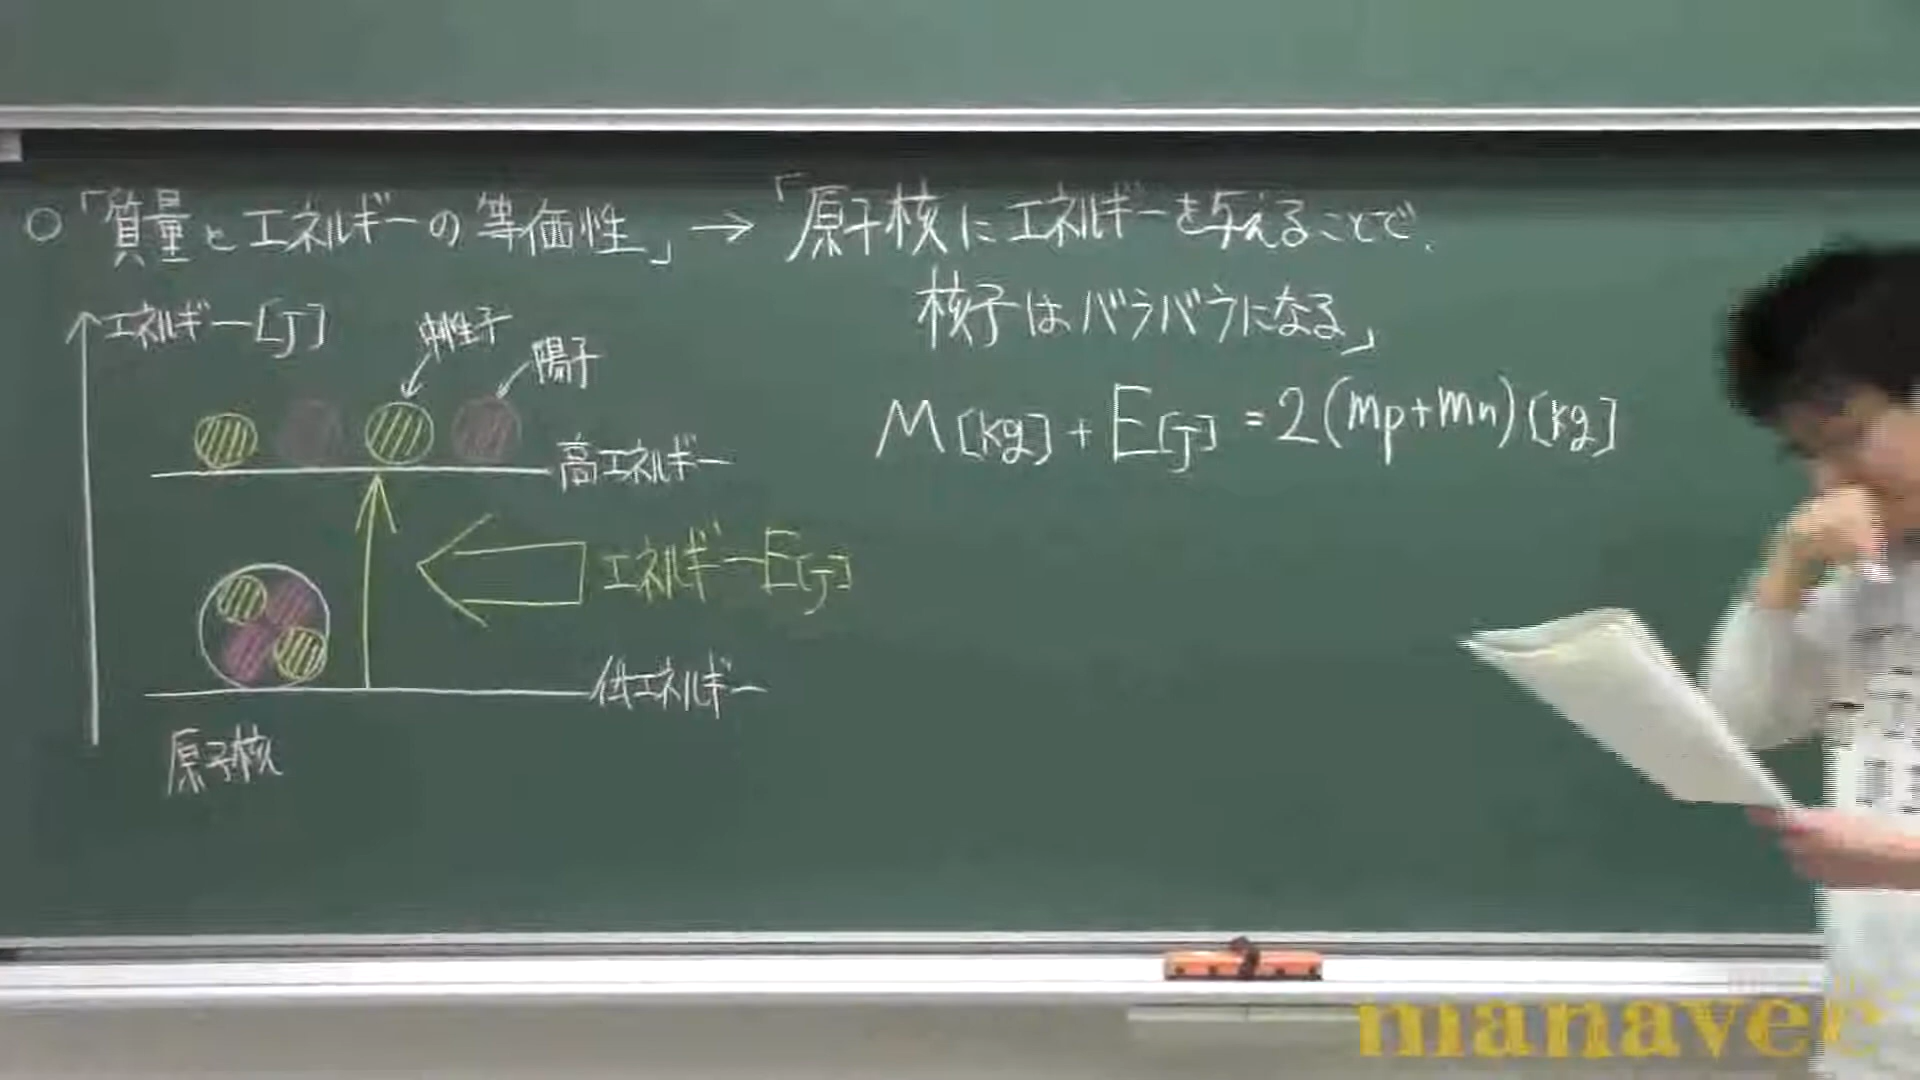 ○「質量とエネルギーの等価性」→「原子核にエネルギーを与えることで、
核子はバラバラになる」
エネルギー[J]
中性子
陽子
M[kg] + E[J] = 2(mp+mn)[kg]
高エネルギー
エネルギーE[J]
低エネルギー
原子核
manavee